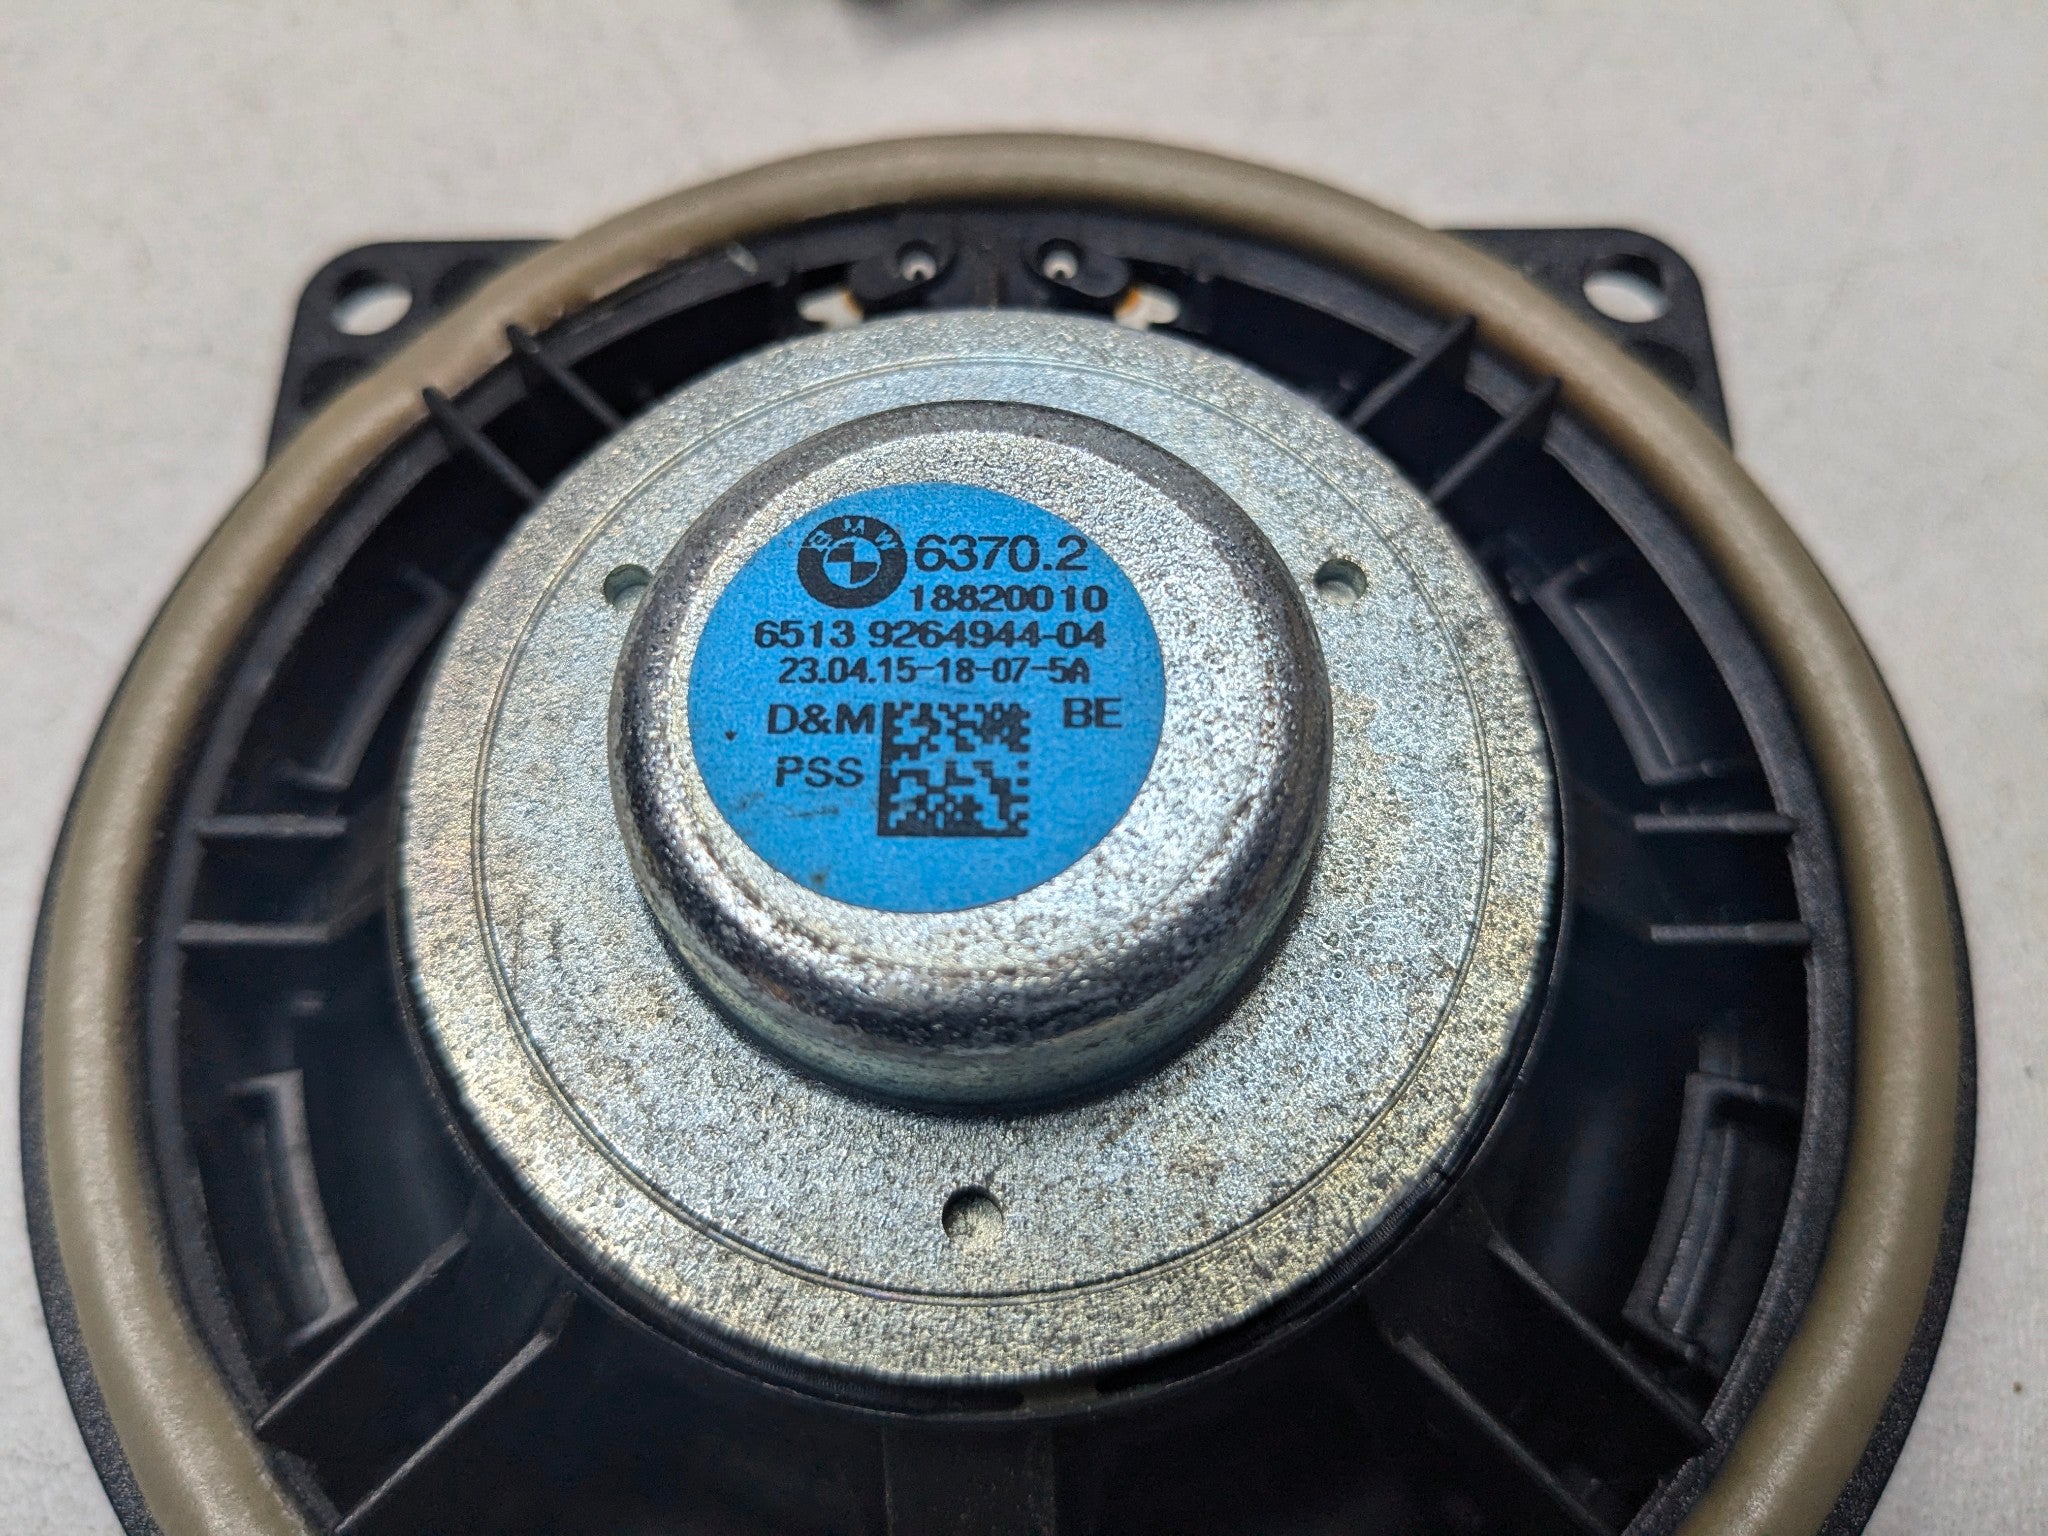 BMW 6370.2
18820010
6513 9264944-04
23.04.15-18-07-5A
D&M BE
PSS